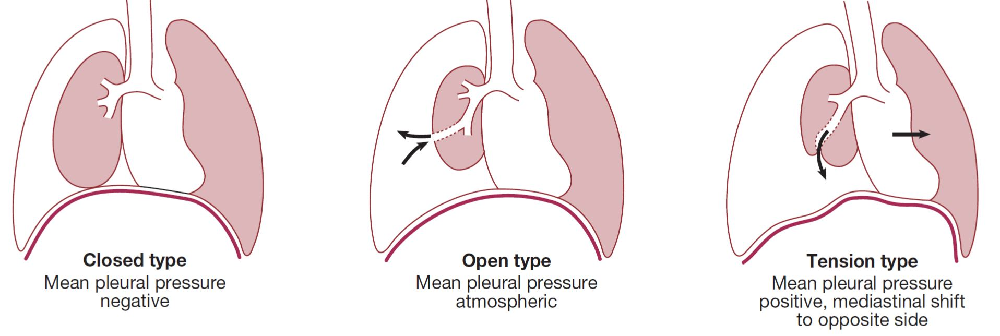 Closed type
Mean pleural pressure
negative
Open type
Mean pleural pressure
atmospheric
Tension type
Mean pleural pressure
positive, mediastinal shift
to opposite side